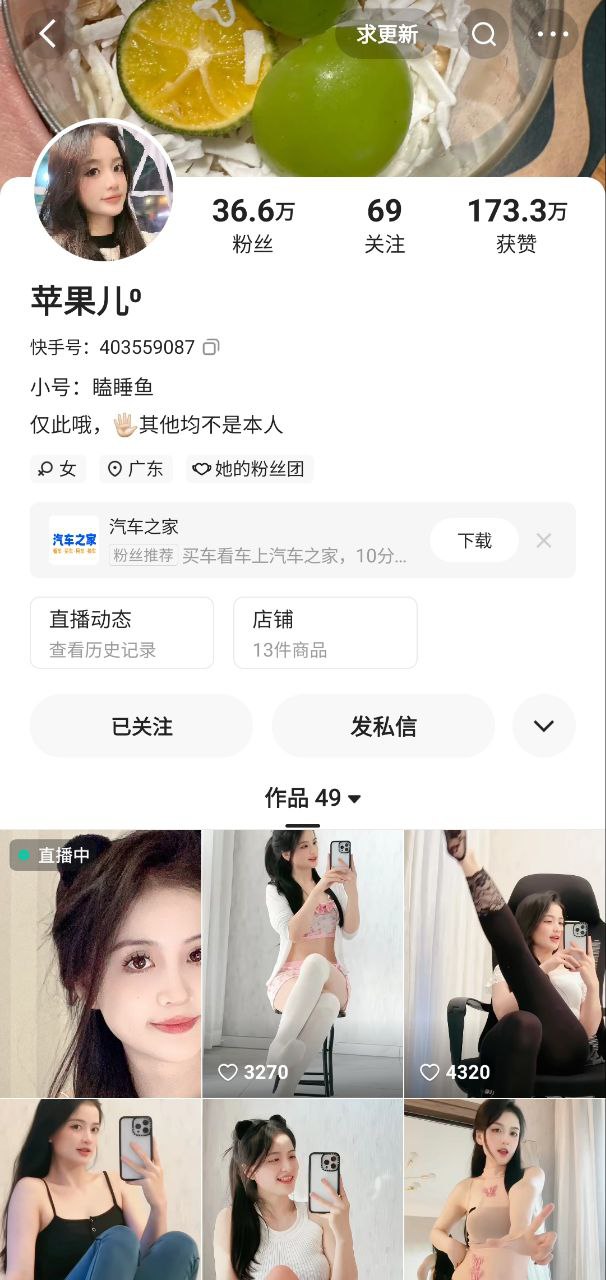 求更新
36.6万
69
173.3万
粉丝
关注
获赞
苹果儿⁰
快手号：403559087
小号：瞌睡鱼
仅此哦，🖐🏻其他均不是本人
女
广东
她的粉丝团
汽车之家
汽车之家
粉丝推荐 买车看车上汽车之家，10分...
下载
直播动态
查看历史记录
店铺
13件商品
已关注
发私信
作品 49
直播中
3270
4320